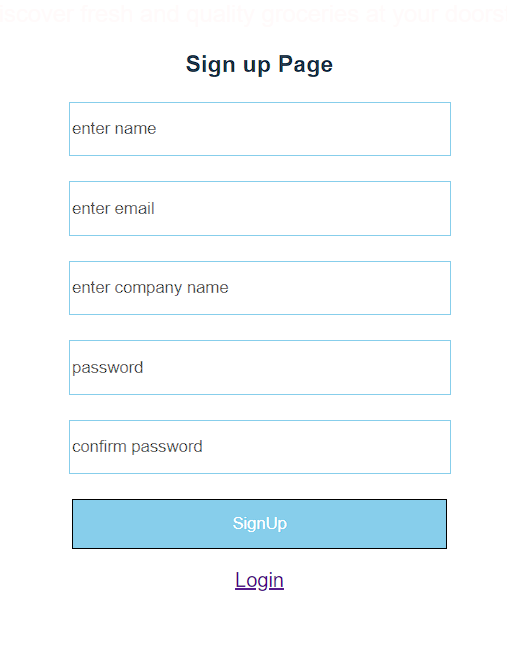 scover fresh and quality groceries at your doors
Sign up Page
enter name
enter email
enter company name
password
confirm password
SignUp
Login